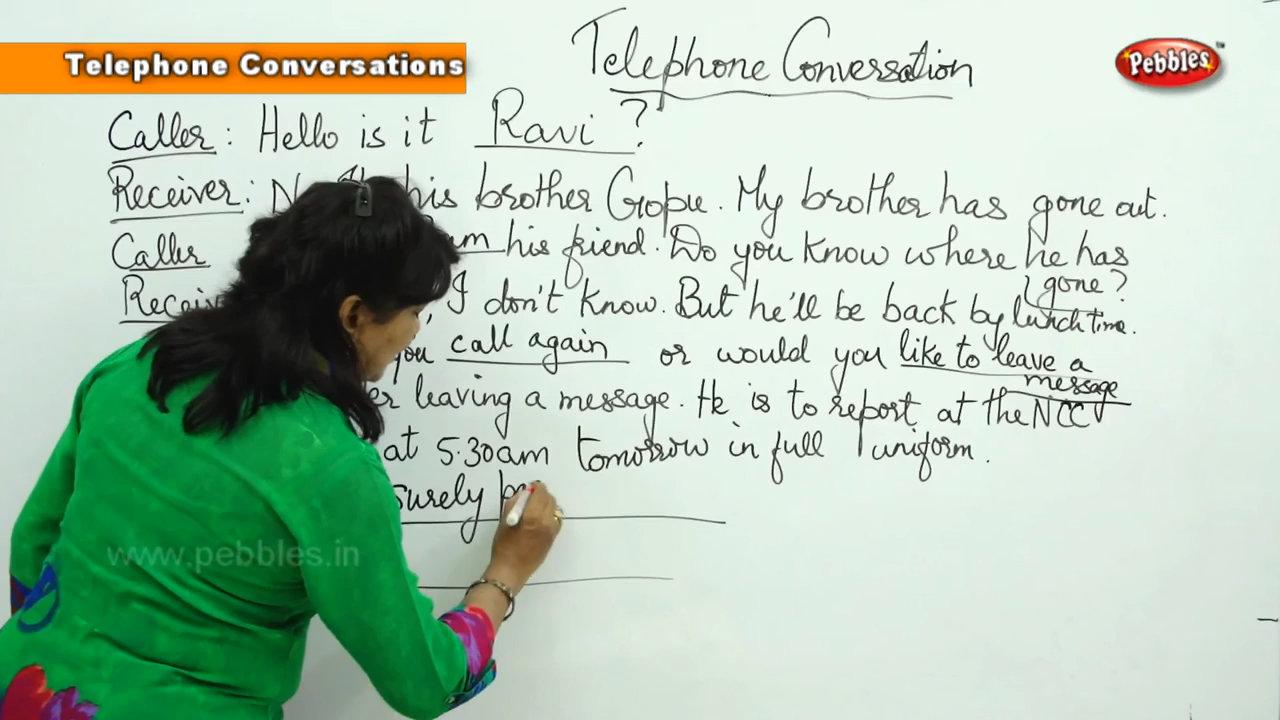 Telephone Conversations
Telephone Conversation
Pebbles™
Caller: Hello is it Ravi?
Receiver: his brother Gopu. My brother has gone out.
Caller his friend. Do you know where he has gone?
I don't know. But he'll be back by lunch time.
you call again or would you like to leave a message
leaving a message. He is to report at the NCC
at 5.30am tomorrow in full uniform.
surely
www.pebbles.in